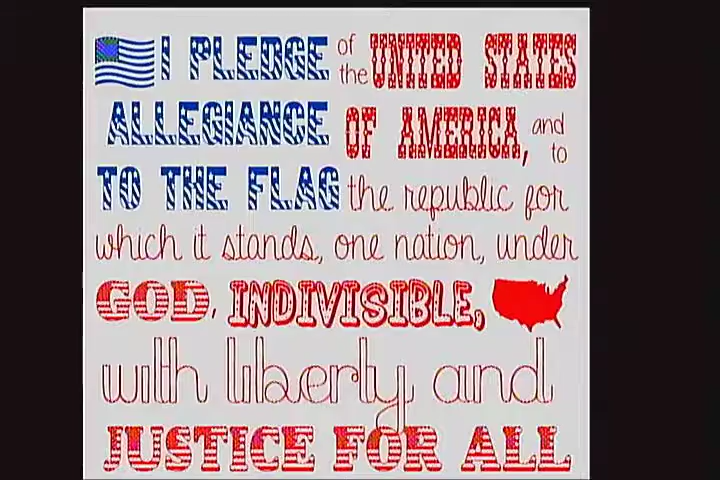 I PLEDGE of the UNITED STATES
ALLEGIANCE OF AMERICA, and to
TO THE FLAG the republic for
which it stands, one nation, under
GOD, INDIVISIBLE,
with liberty and
JUSTICE FOR ALL